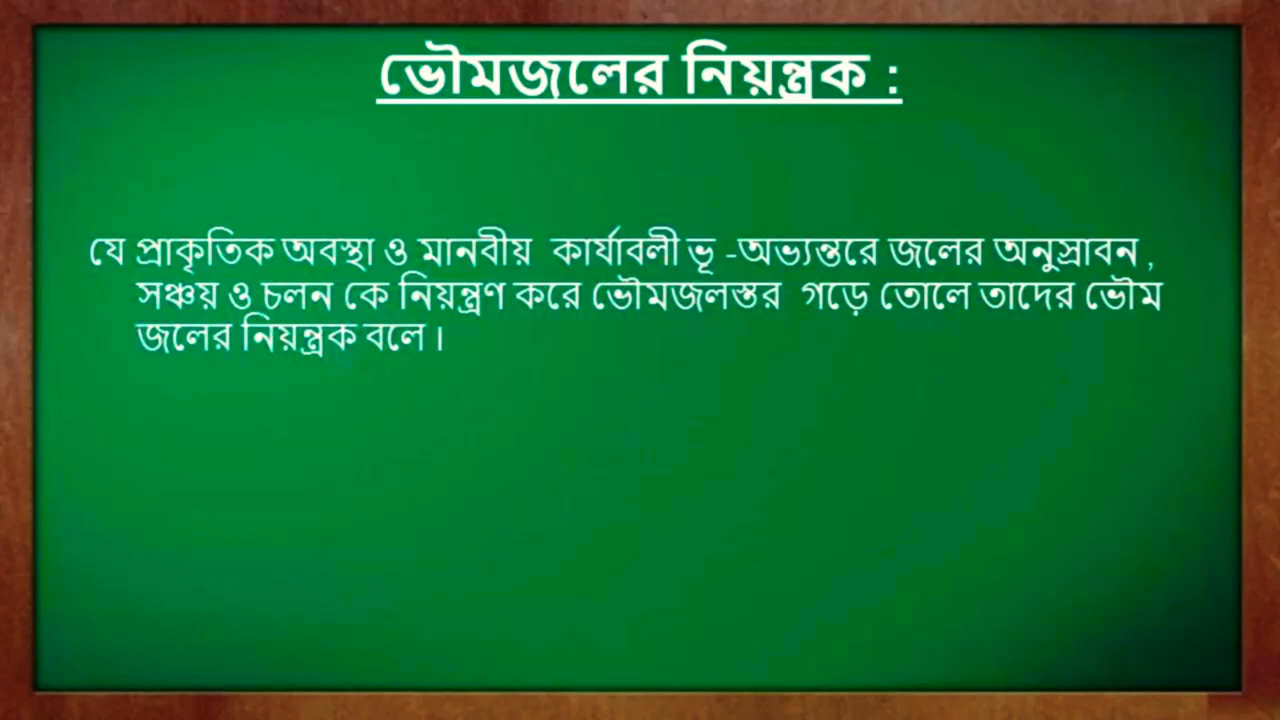 ভৌমজলের নিয়ন্ত্রক :
যে প্রাকৃতিক অবস্থা ও মানবীয় কার্যাবলী ভূ -অভ্যন্তরে জলের অনুস্রাবন ,
সঞ্চয় ও চলন কে নিয়ন্ত্রণ করে ভৌমজলস্তর গড়ে তোলে তাদের ভৌম
জলের নিয়ন্ত্রক বলে ।